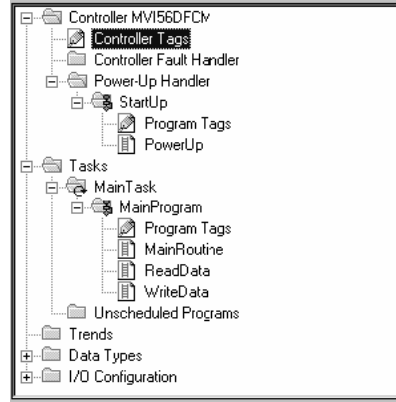 Controller MVI56DFCM
Controller Tags
Controller Fault Handler
Power-Up Handler
StartUp
Program Tags
PowerUp
Tasks
MainTask
MainProgram
Program Tags
MainRoutine
ReadData
WriteData
Unscheduled Programs
Trends
Data Types
I/O Configuration